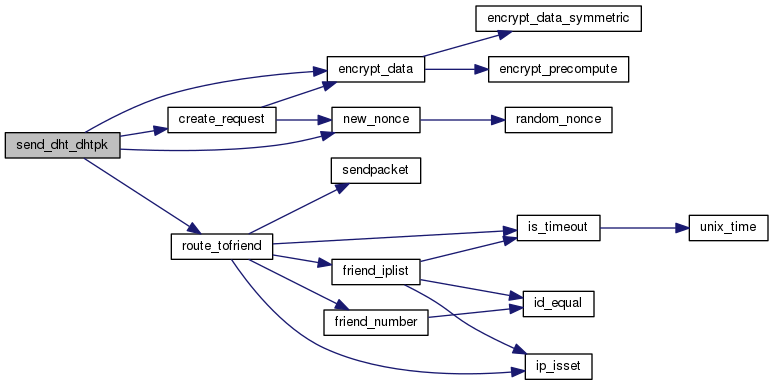 encrypt_data_symmetric
encrypt_data
encrypt_precompute
create_request
new_nonce
random_nonce
send_dht_dhtpk
sendpacket
is_timeout
unix_time
route_tofriend
friend_iplist
id_equal
friend_number
ip_isset